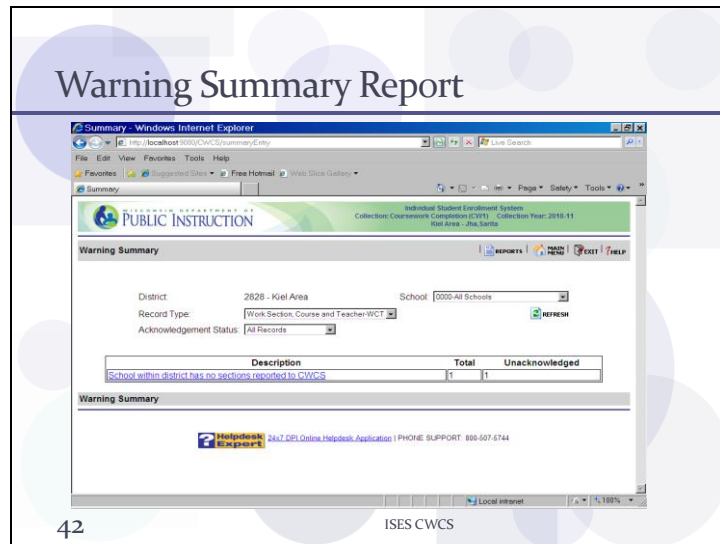 Warning Summary Report
Summary - Windows Internet Explorer
http://localhost:9080/CWCS/summaryEntry
Live Search
File Edit View Favorites Tools Help
Favorites Suggested Sites Free Hotmail Web Slice Gallery
Summary
Page Safety Tools
WISCONSIN DEPARTMENT OF
PUBLIC INSTRUCTION
Individual Student Enrollment System
Collection: Coursework Completion (CW1) Collection Year: 2010-11
Kiel Area - Jha, Sarita
Warning Summary
REPORTS | MAIN MENU | EXIT | HELP
District: 2828 - Kiel Area School: 0000-All Schools
Record Type: Work Section, Course and Teacher-WCT REFRESH
Acknowledgement Status: All Records
Description Total Unacknowledged
School within district has no sections reported to CWCS 1 1
Warning Summary
Helpdesk Expert 24x7 DPI Online Helpdesk Application | PHONE SUPPORT: 800-507-5744
Local intranet 100%
42 ISES CWCS